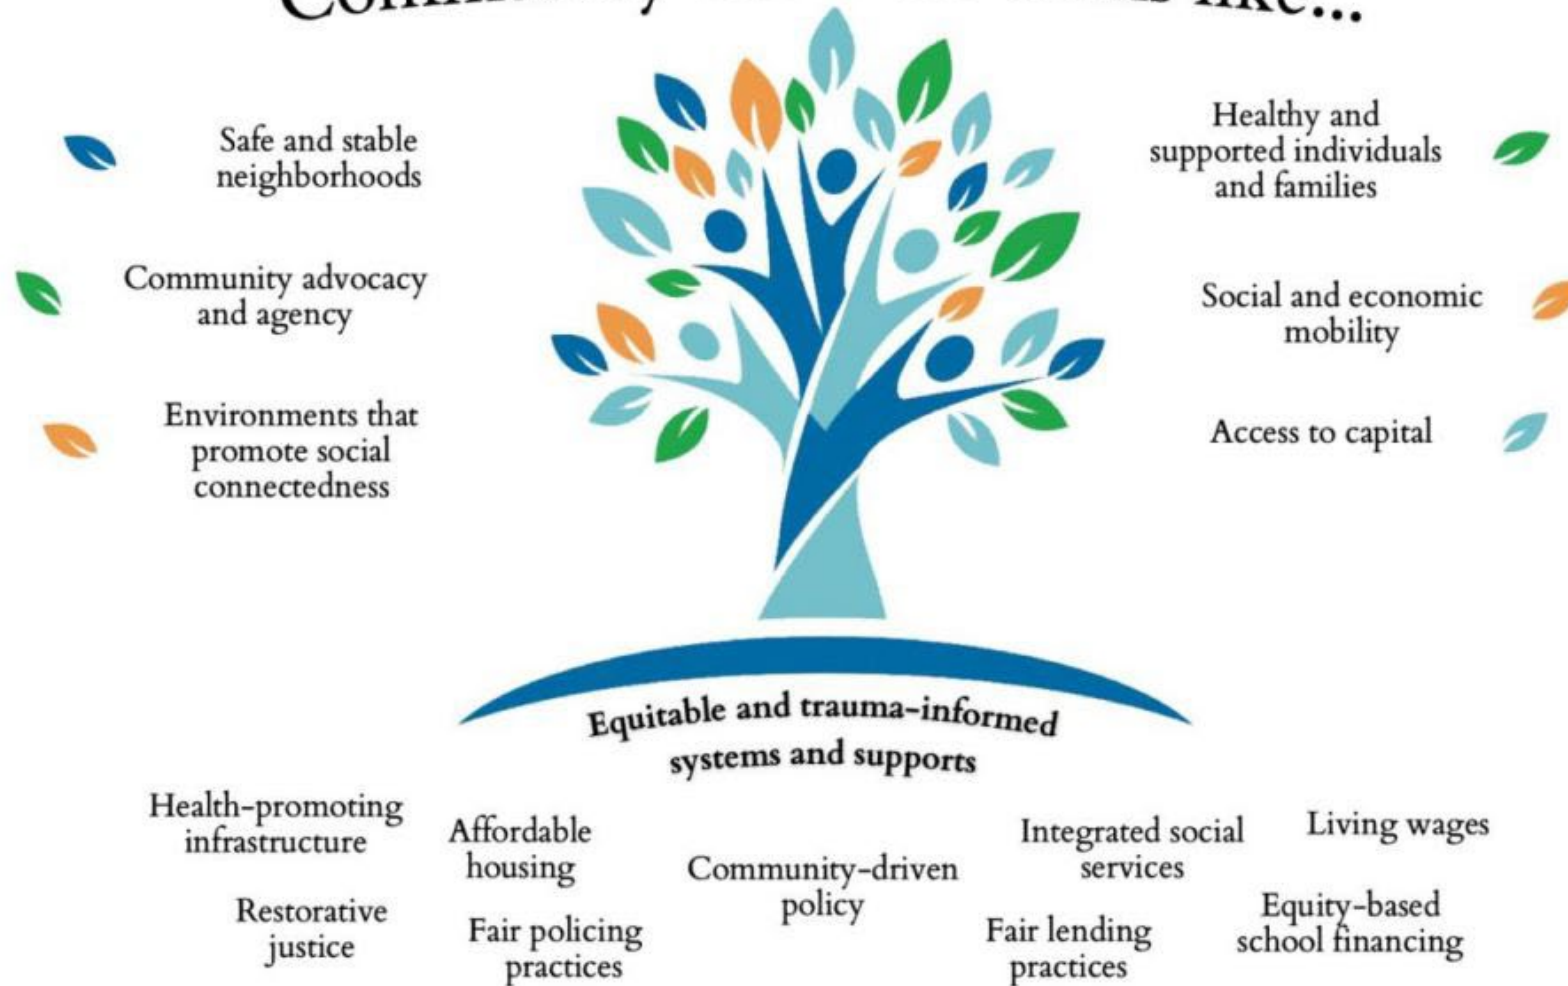 like...
Safe and stable
neighborhoods
Community advocacy
and agency
Environments that
promote social
connectedness
Healthy and
supported individuals
and families
Social and economic
mobility
Access to capital
Equitable and trauma-informed
systems and supports
Health-promoting
infrastructure
Affordable
housing
Community-driven
policy
Integrated social
services
Living wages
Restorative
justice
Fair policing
practices
Fair lending
practices
Equity-based
school financing